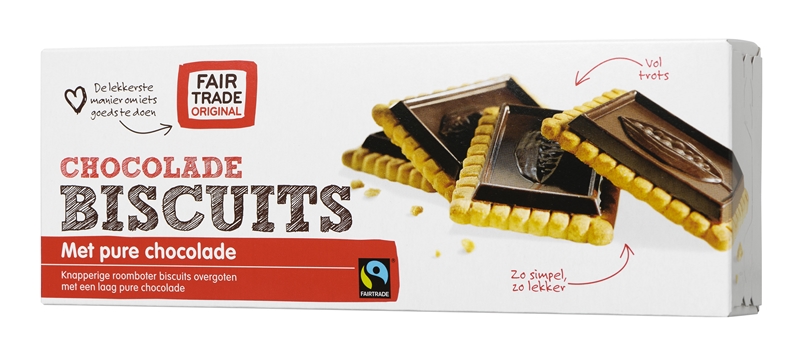 De lekkerste
manier om iets
goeds te doen
FAIR
TRADE
ORIGINAL
Vol
trots
CHOCOLADE
BISCUITS
Met pure chocolade
Knapperige roomboter biscuits overgoten
met een laag pure chocolade
FAIRTRADE
®
Zo simpel,
zo lekker